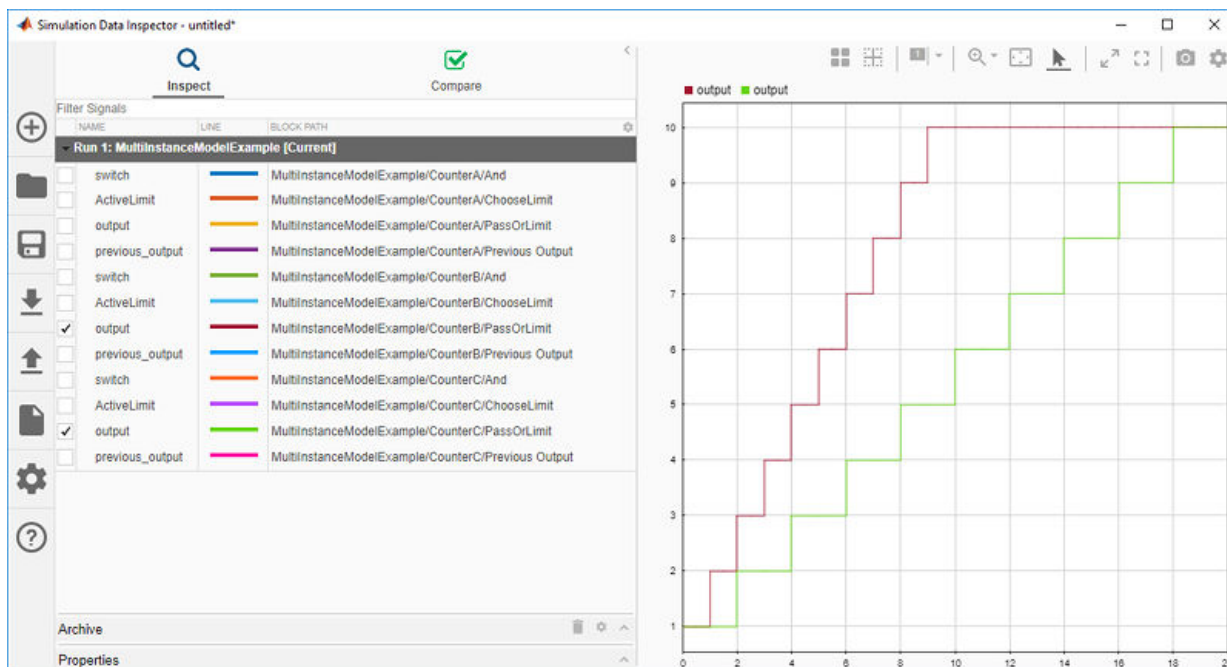 Simulation Data Inspector - untitled*
Inspect
Compare
Filter Signals
NAME LINE BLOCK PATH
Run 1: MultiInstanceModelExample [Current]
switch MultiInstanceModelExample/CounterA/And
ActiveLimit MultiInstanceModelExample/CounterA/ChooseLimit
output MultiInstanceModelExample/CounterA/PassOrLimit
previous_output MultiInstanceModelExample/CounterA/Previous Output
switch MultiInstanceModelExample/CounterB/And
ActiveLimit MultiInstanceModelExample/CounterB/ChooseLimit
output MultiInstanceModelExample/CounterB/PassOrLimit
previous_output MultiInstanceModelExample/CounterB/Previous Output
switch MultiInstanceModelExample/CounterC/And
ActiveLimit MultiInstanceModelExample/CounterC/ChooseLimit
output MultiInstanceModelExample/CounterC/PassOrLimit
previous_output MultiInstanceModelExample/CounterC/Previous Output
Archive
Properties
1
output output
10
9
8
7
6
5
4
3
2
1
0 2 4 6 8 10 12 14 16 18